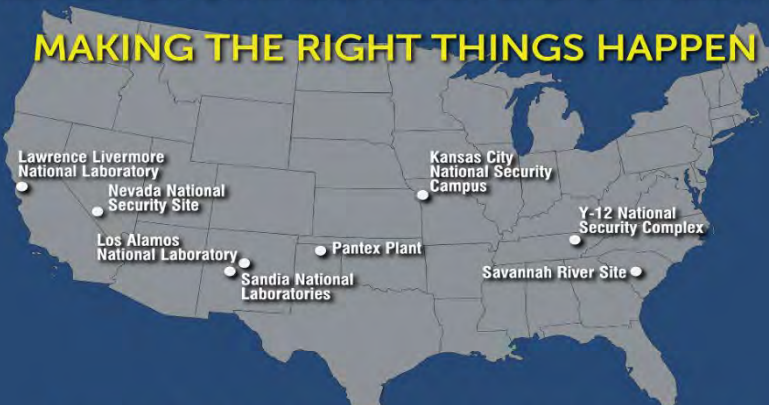 MAKING THE RIGHT THINGS HAPPEN
Lawrence Livermore
National Laboratory
Nevada National
Security Site
Los Alamos
National Laboratory
Sandia National
Laboratories
Pantex Plant
Kansas City
National Security
Campus
Y-12 National
Security Complex
Savannah River Site